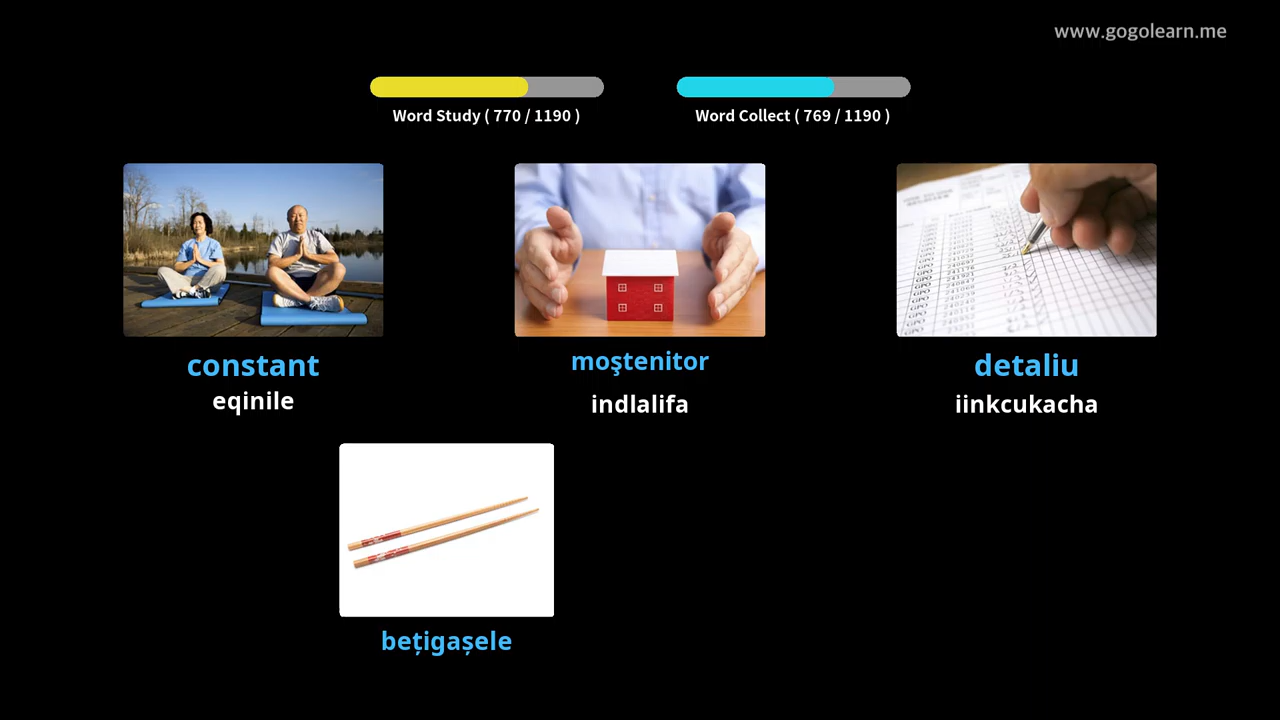 www.gogolearn.me
Word Study ( 770 / 1190 )
Word Collect ( 769 / 1190 )
constant
moştenitor
detaliu
eqinile
indlalifa
iinkcukacha
bețigașele